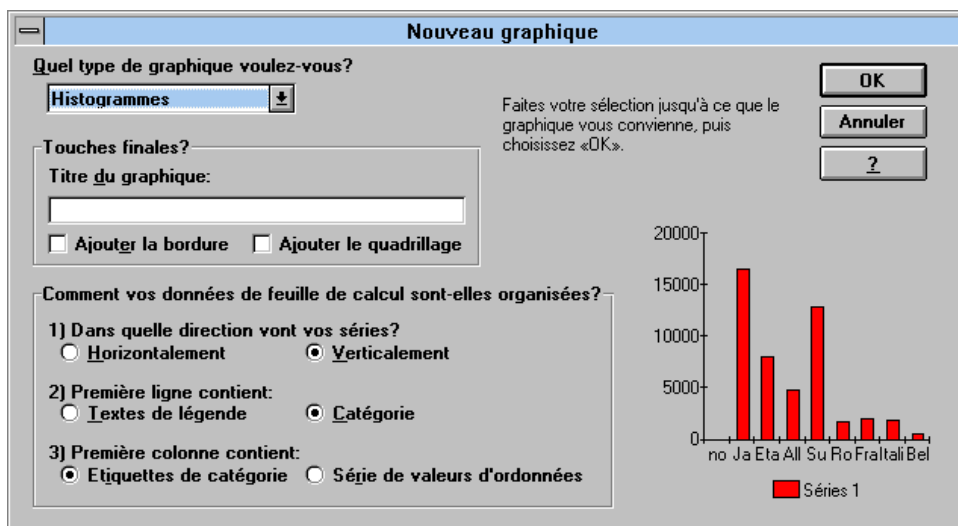 Nouveau graphique
Quel type de graphique voulez-vous?
Histogrammes
Faites votre sélection jusqu'à ce que le
graphique vous convienne, puis
choisissez «OK».
OK
Annuler
?
Touches finales?
Titre du graphique:
Ajouter la bordure
Ajouter le quadrillage
Comment vos données de feuille de calcul sont-elles organisées?
1) Dans quelle direction vont vos séries?
Horizontalement
Verticalement
2) Première ligne contient:
Textes de légende
Catégorie
3) Première colonne contient:
Etiquettes de catégorie
Série de valeurs d'ordonnées
20000
15000
10000
5000
0
no Ja Eta All Su Ro Fra Itali Bel
Séries 1